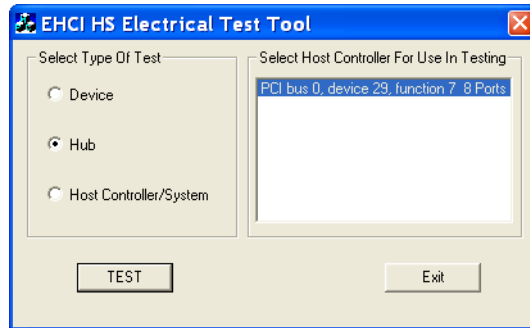 EHCI HS Electrical Test Tool
Select Type Of Test
Device
Hub
Host Controller/System
Select Host Controller For Use In Testing
PCI bus 0, device 29, function 7 8 Ports
TEST
Exit